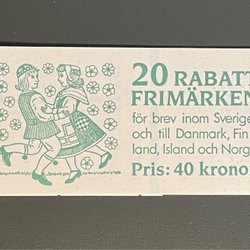 20 RABATT
FRIMÄRKEN
för brev inom Sverige
och till Danmark, Fin
land, Island och Norg
Pris: 40 krono